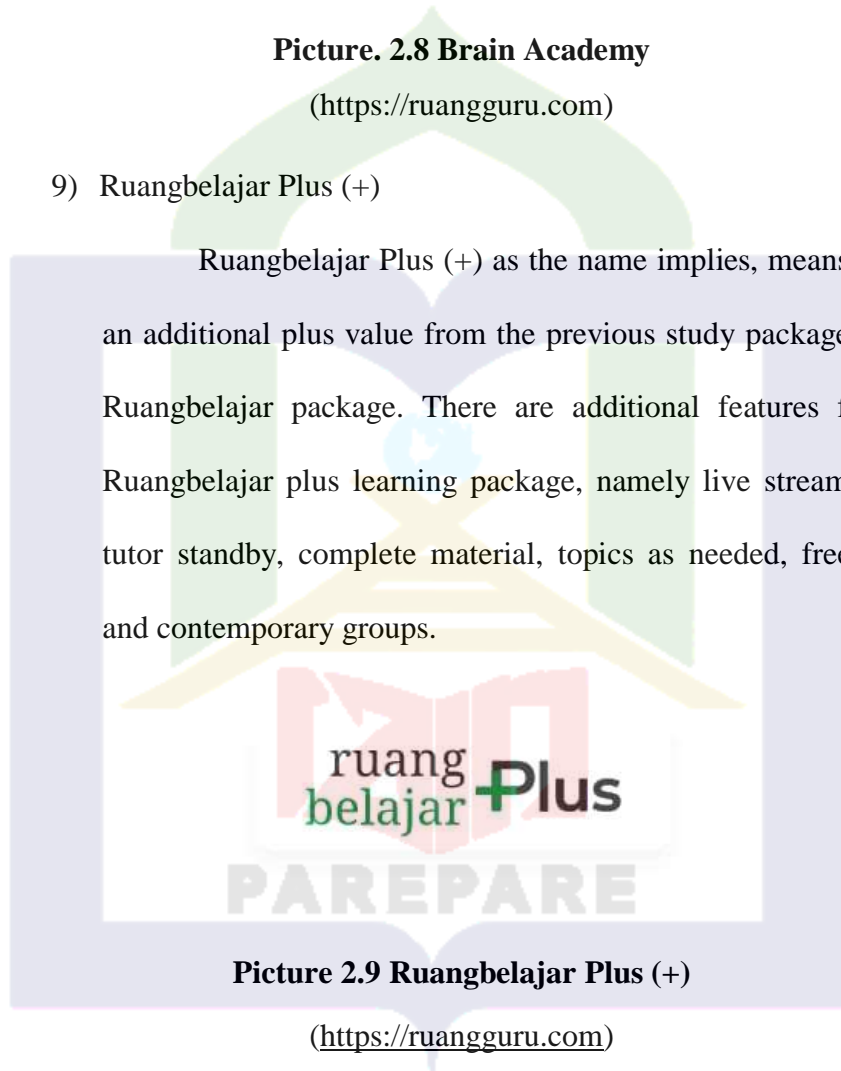 Picture. 2.8 Brain Academy
(https://ruangguru.com)
9) Ruangbelajar Plus (+)
Ruangbelajar Plus (+) as the name implies, means
an additional plus value from the previous study package
Ruangbelajar package. There are additional features
Ruangbelajar plus learning package, namely live stream
tutor standby, complete material, topics as needed, free
and contemporary groups.
ruang
belajar +Plus
PAREPARE
Picture 2.9 Ruangbelajar Plus (+)
(https://ruangguru.com)